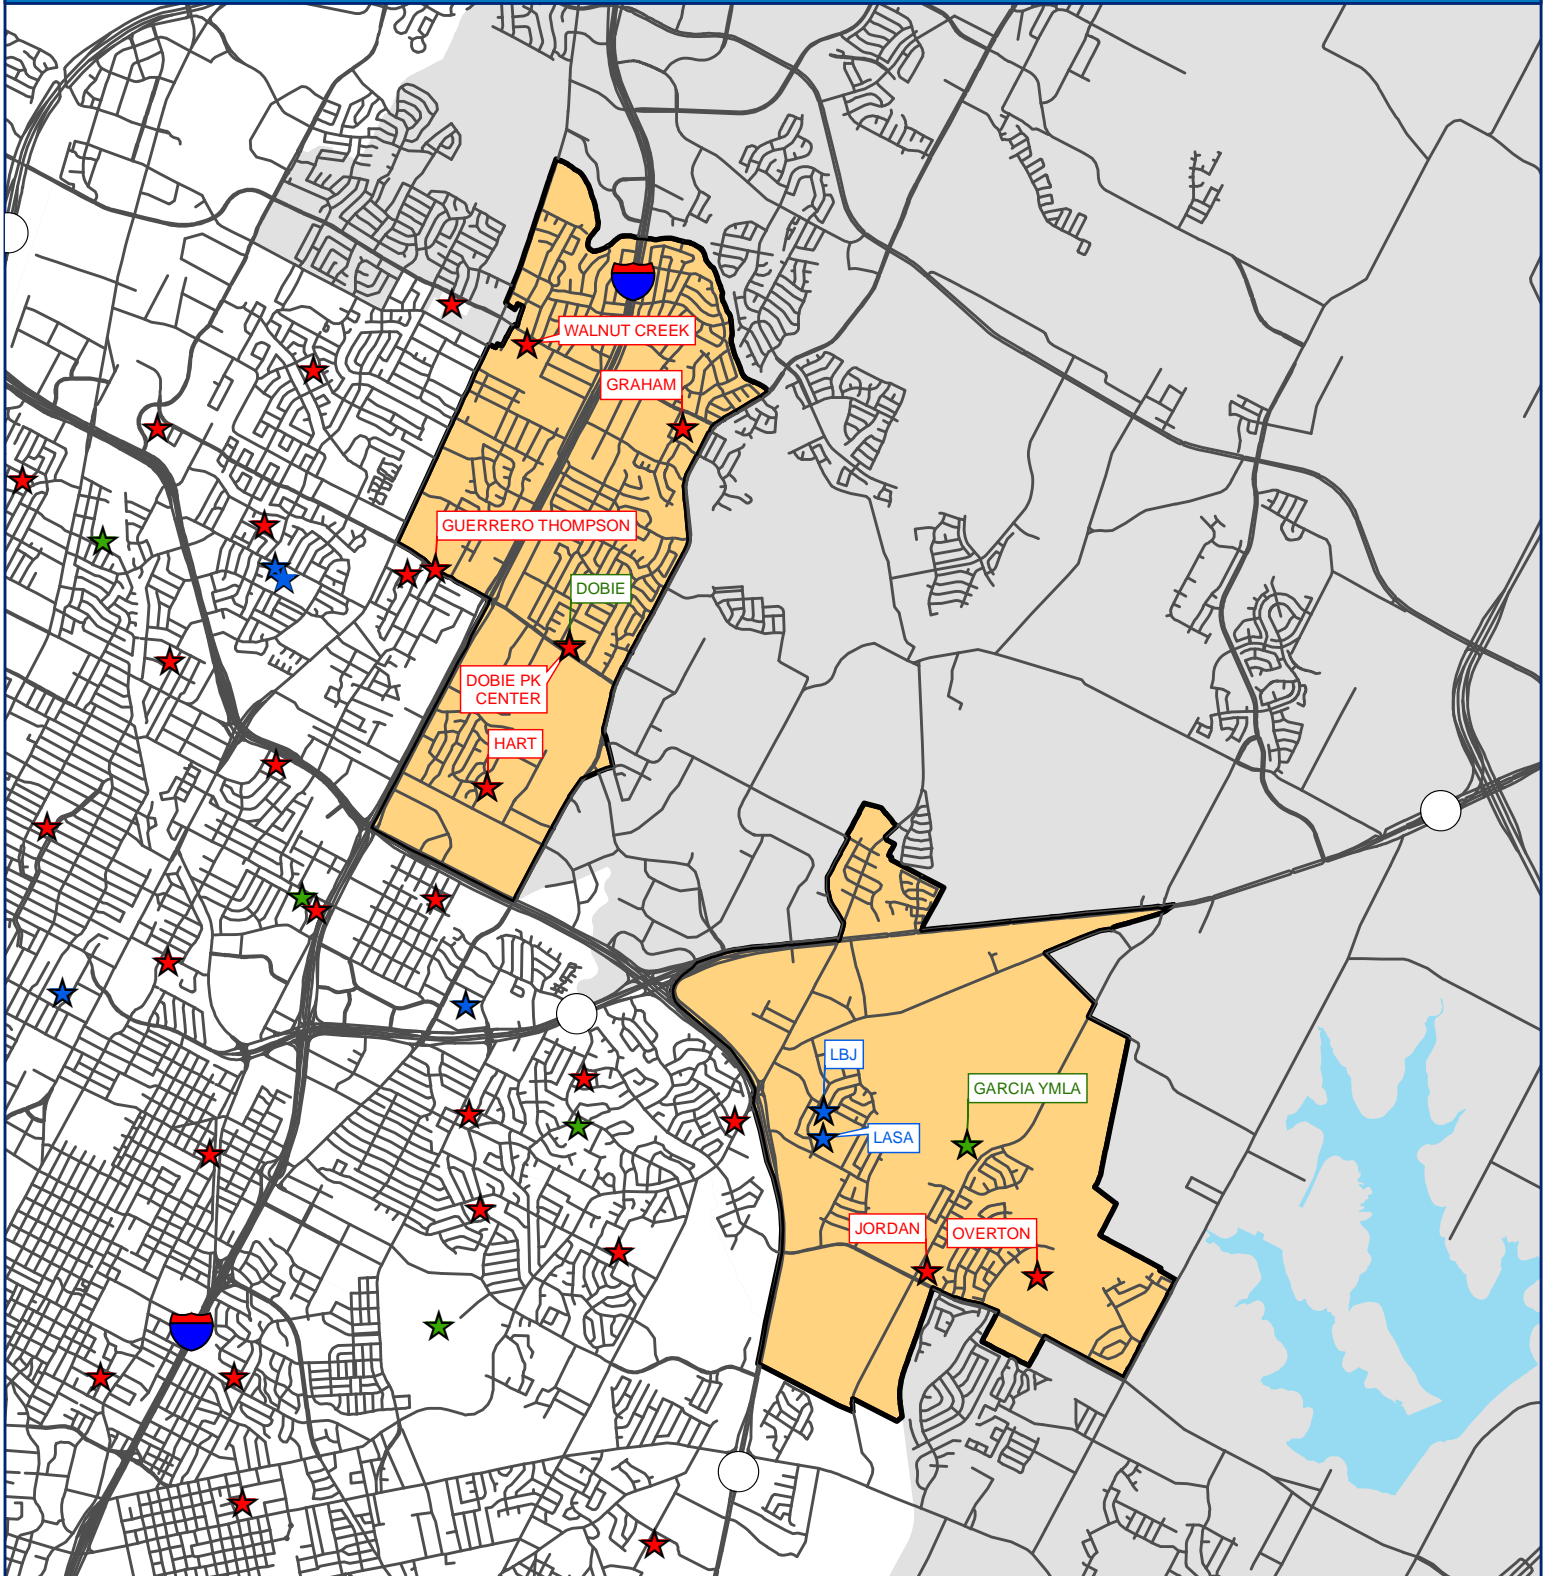 WALNUT CREEK
GRAHAM
GUERRERO THOMPSON
DOBIE
DOBIE PK
CENTER
HART
LBJ
GARCIA YMLA
LASA
JORDAN
OVERTON